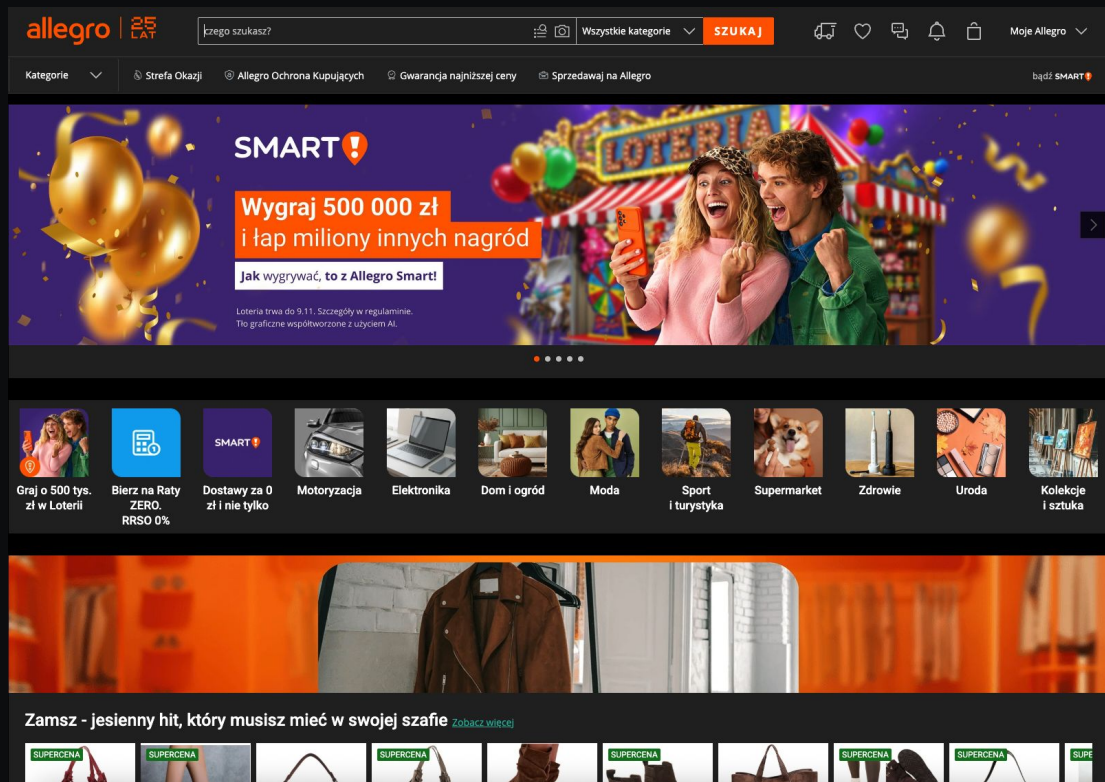 allegro
25
LAT
czego szukasz?
Wszystkie kategorie
SZUKAJ
Moje Allegro
Kategorie
Strefa Okazji
Allegro Ochrona Kupujących
Gwarancja najniższej ceny
Sprzedawaj na Allegro
bądź SMART!
SMART!
LOTERIA
Wygraj 500 000 zł
i łap miliony innych nagród
Jak wygrywać, to z Allegro Smart!
Loteria trwa do 9.11. Szczegóły w regulaminie.
Tło graficzne współtworzone z użyciem AI.
SMART!
Graj o 500 tys.
zł w Loterii
Bierz na Raty
ZERO.
RRSO 0%
Dostawy za 0
zł i nie tylko
Motoryzacja
Elektronika
Dom i ogród
Moda
Sport
i turystyka
Supermarket
Zdrowie
Uroda
Kolekcje
i sztuka
Zamsz - jesienny hit, który musisz mieć w swojej szafie Zobacz więcej
SUPERCENA
SUPERCENA
SUPERCENA
SUPERCENA
SUPERCENA
SUPERCENA
SUPE